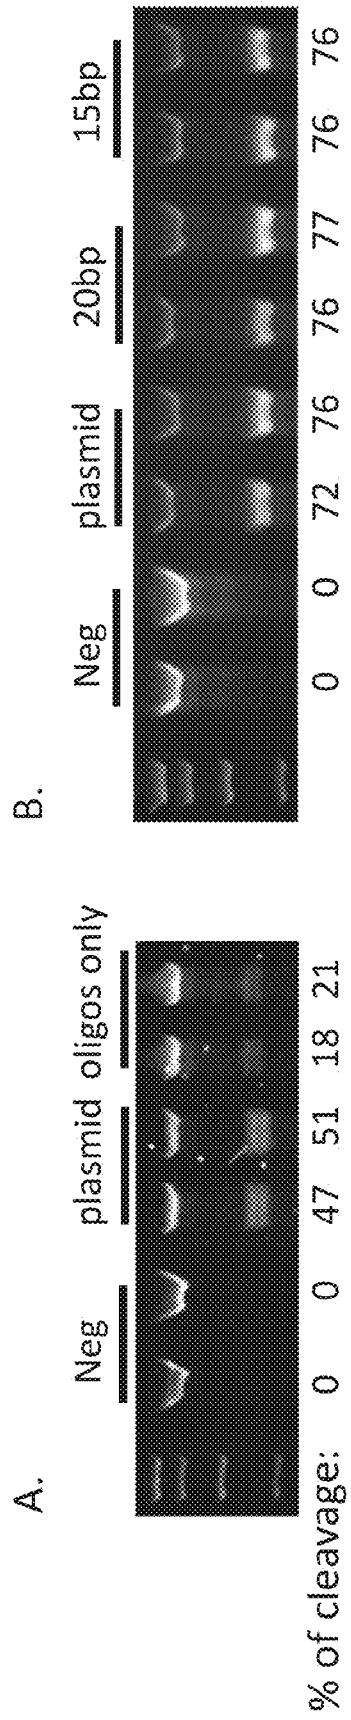 A.
Neg plasmid oligos only
% of cleavage: 0 0 47 51 18 21
B.
Neg plasmid 20bp 15bp
0 0 72 76 76 77 76 76